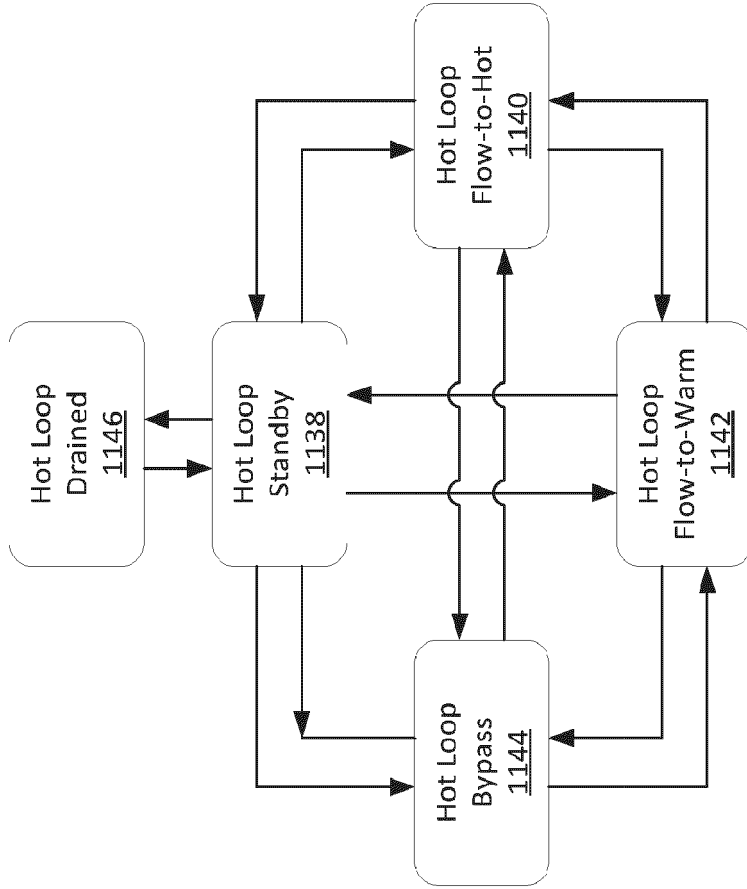 Hot Loop
Drained
1146
Hot Loop
Standby
1138
Hot Loop
Flow-to-Hot
1140
Hot Loop
Bypass
1144
Hot Loop
Flow-to-Warm
1142